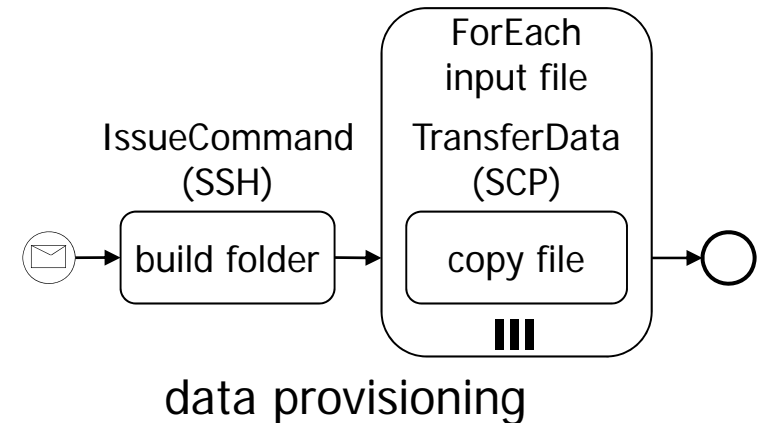 ForEach
input file
IssueCommand
(SSH)
TransferData
(SCP)
build folder
copy file
data provisioning